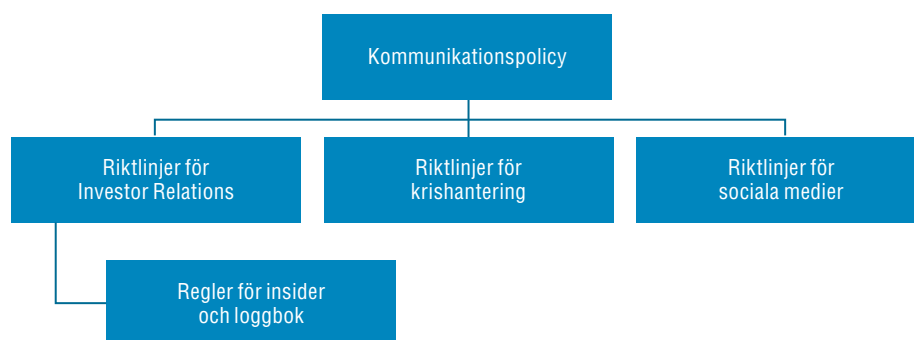 Kommunikationspolicy
Riktlinjer för
Investor Relations
Riktlinjer för
krishantering
Riktlinjer för
sociala medier
Regler för insider
och loggbok